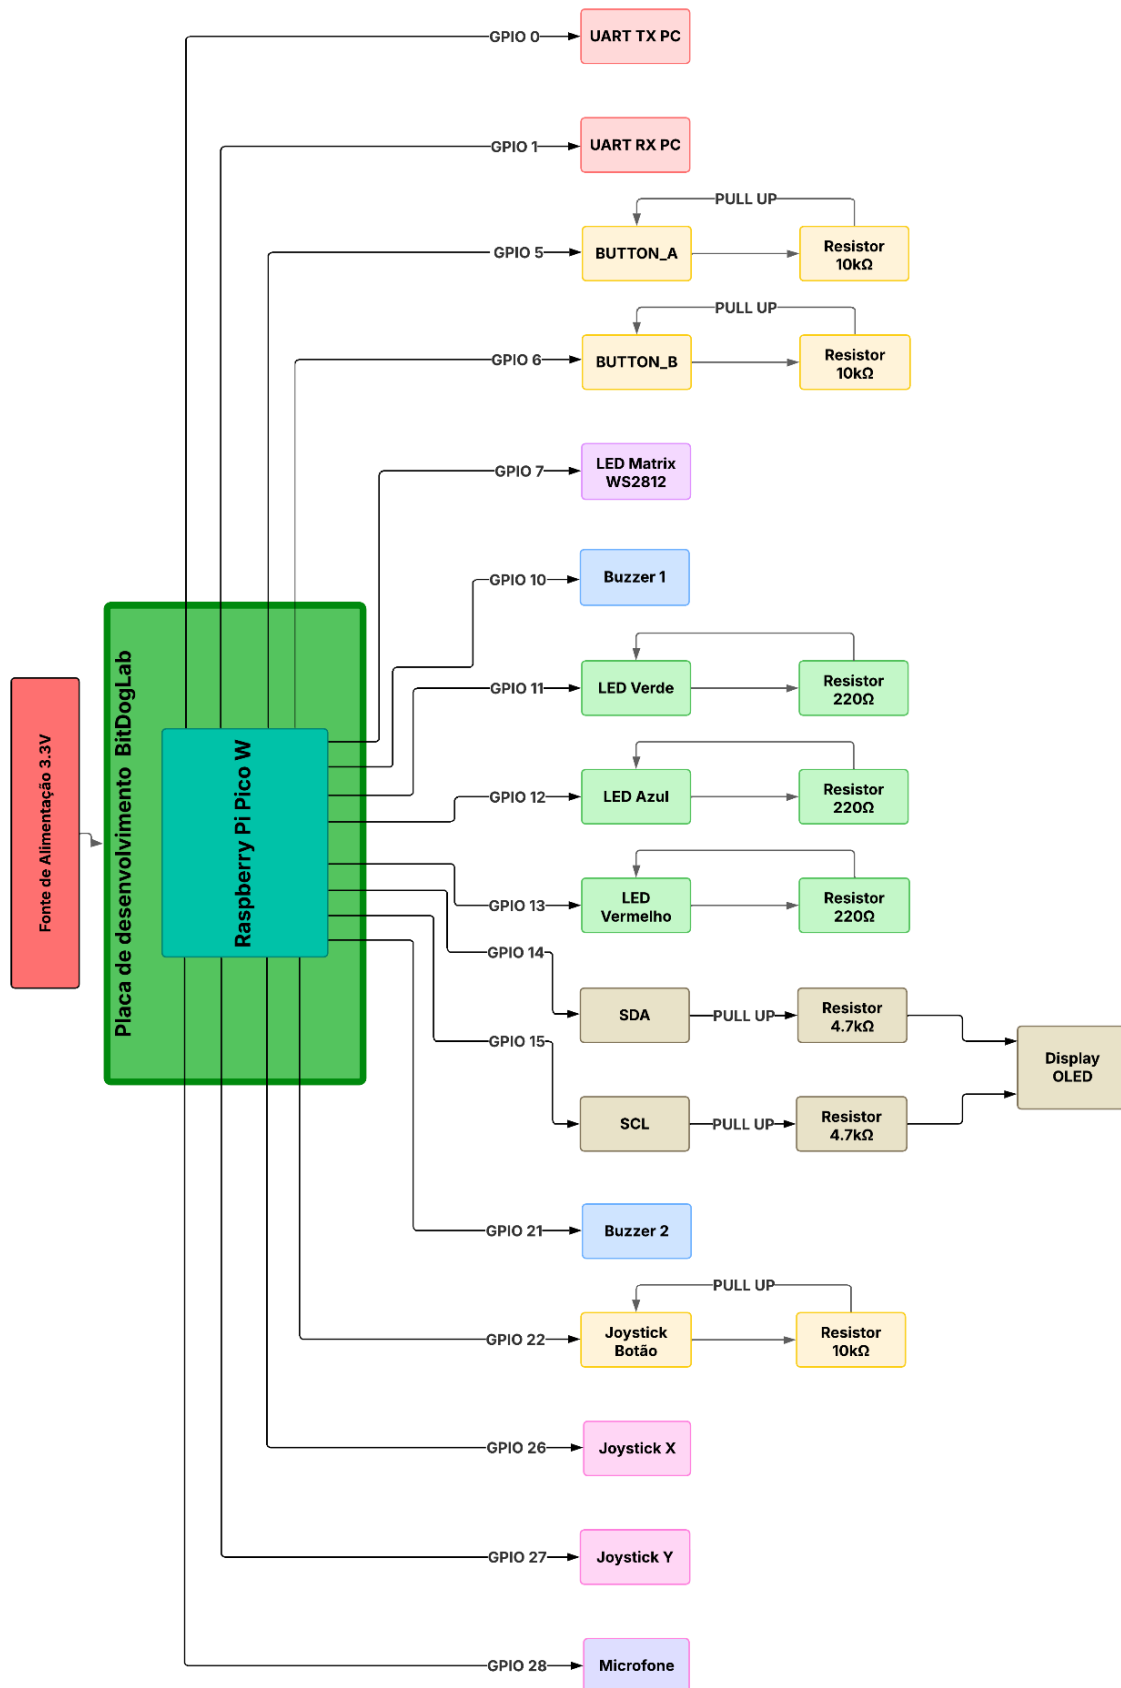 GPIO 0
UART TX PC
GPIO 1
UART RX PC
PULL UP
GPIO 5
BUTTON_A
Resistor
10kΩ
PULL UP
GPIO 6
BUTTON_B
Resistor
10kΩ
GPIO 7
LED Matrix
WS2812
GPIO 10
Buzzer 1
GPIO 11
LED Verde
Resistor
220Ω
Fonte de Alimentação 3.3V
Placa de desenvolvimento BitDogLab
Raspberry Pi Pico W
GPIO 12
LED Azul
Resistor
220Ω
GPIO 13
LED
Vermelho
Resistor
220Ω
GPIO 14
SDA
PULL UP
Resistor
4.7kΩ
GPIO 15
Display
OLED
SCL
PULL UP
Resistor
4.7kΩ
GPIO 21
Buzzer 2
PULL UP
GPIO 22
Joystick
Botão
Resistor
10kΩ
GPIO 26
Joystick X
GPIO 27
Joystick Y
GPIO 28
Microfone